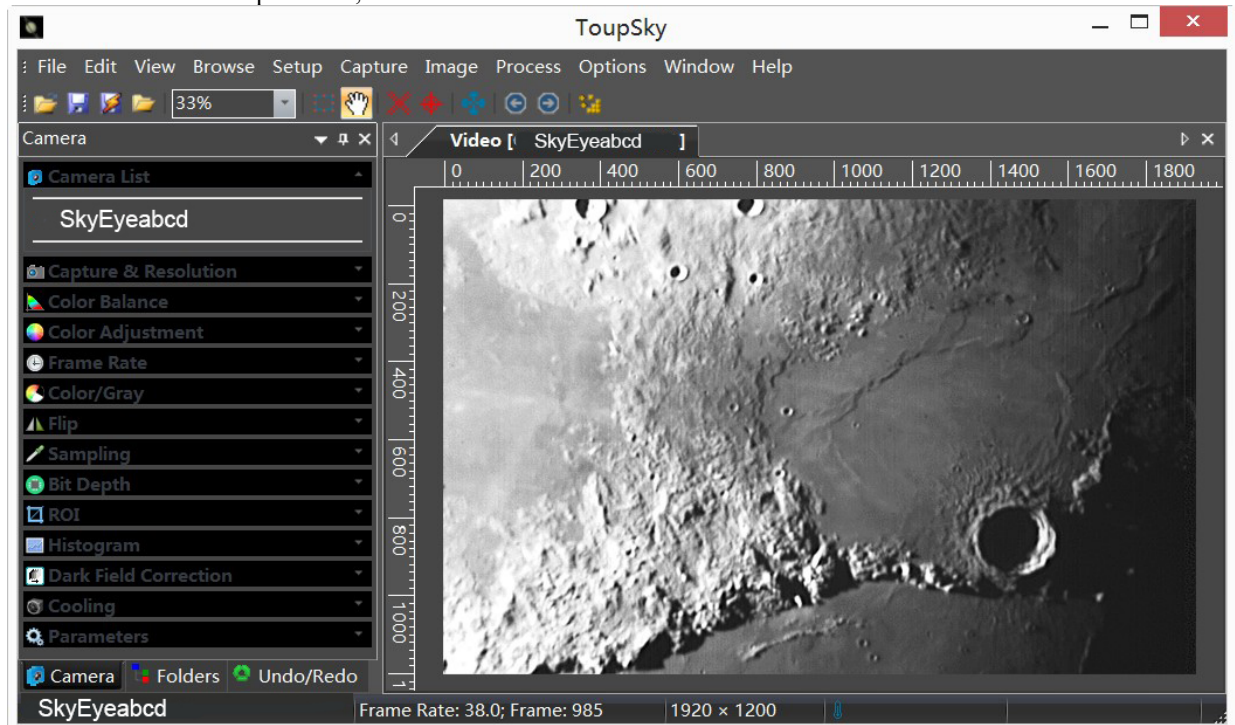 ToupSky
File Edit View Browse Setup Capture Image Process Options Window Help
33%
Camera
Video [ SkyEyeabcd ]
Camera List
0 200 400 600 800 1000 1200 1400 1600 1800
SkyEyeabcd
0
Capture & Resolution
Color Balance
200
Color Adjustment
Frame Rate
400
Color/Gray
Flip
Sampling
600
Bit Depth
ROI
Histogram
800
Dark Field Correction
Cooling
1000
Parameters
Camera Folders Undo/Redo
SkyEyeabcd
Frame Rate: 38.0; Frame: 985
1920 × 1200